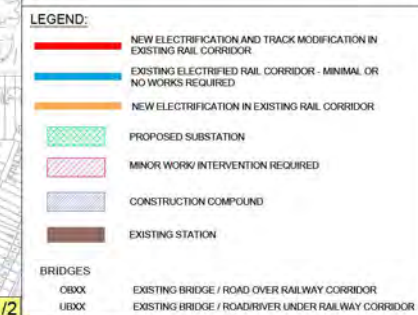 LEGEND:
NEW ELECTRIFICATION AND TRACK MODIFICATION IN
EXISTING RAIL CORRIDOR
EXISTING ELECTRIFIED RAIL CORRIDOR - MINIMAL OR
NO WORKS REQUIRED
NEW ELECTRIFICATION IN EXISTING RAIL CORRIDOR
PROPOSED SUBSTATION
MINOR WORK/ INTERVENTION REQUIRED
CONSTRUCTION COMPOUND
EXISTING STATION
BRIDGES
OBXX EXISTING BRIDGE / ROAD OVER RAILWAY CORRIDOR
/2 UBXX EXISTING BRIDGE / ROAD/RIVER UNDER RAILWAY CORRIDOR